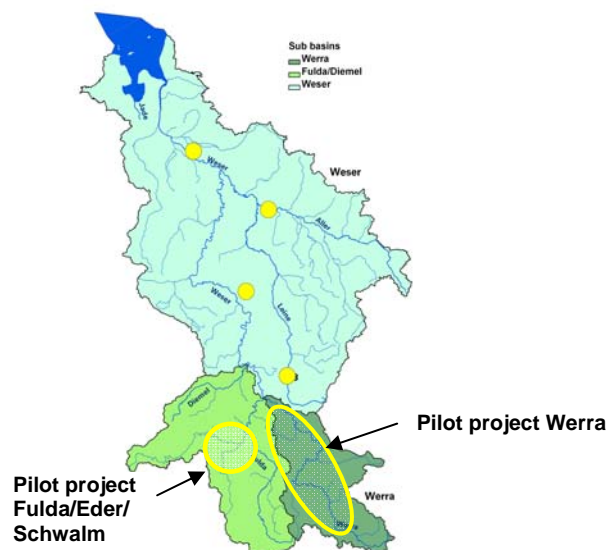 Sub basins
Werra
Fulda/Diemel
Weser
Jade
Weser
Weser
Aller
Weser
Leine
Diemel
Pilot project Werra
Werra
Werra
Pilot project
Fulda/Eder/
Schwalm